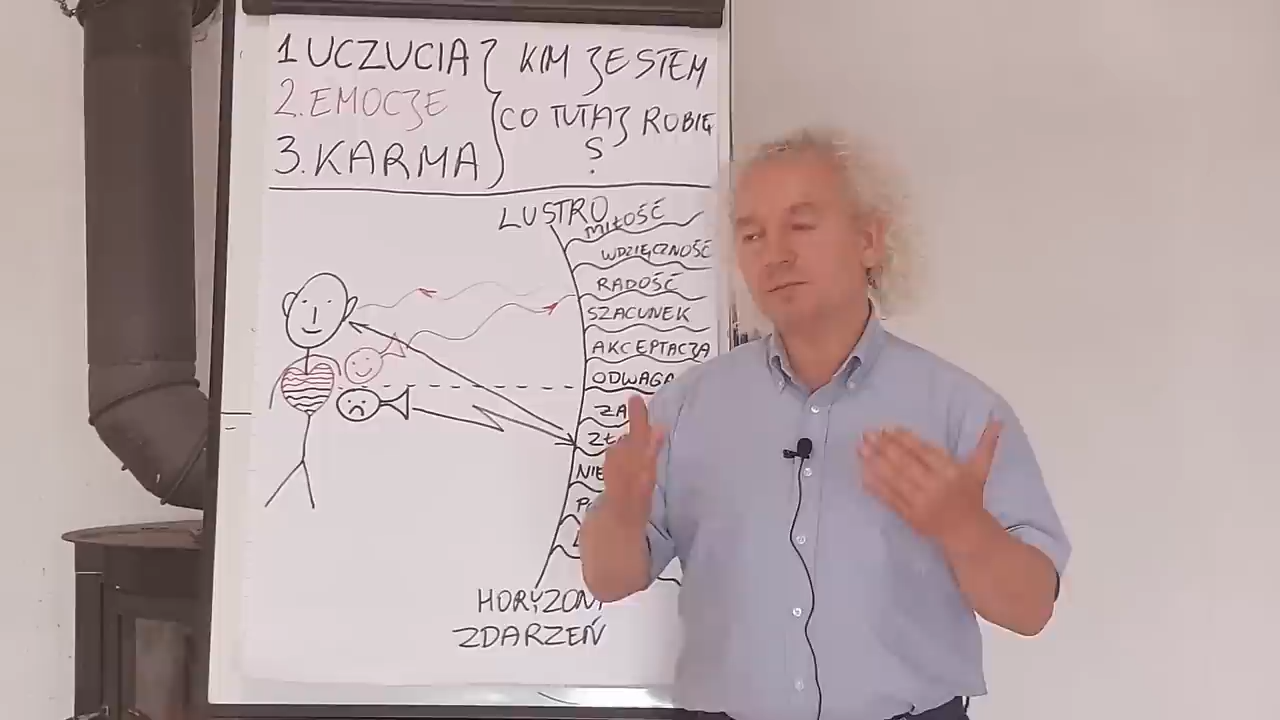 1 UCZUCIA } KIM JESTEM
2. EMOCJE
CO TUTAJ ROBIĘ
3. KARMA
?
LUSTRO
MIŁOŚĆ
WDZIĘCZNOŚĆ
RADOŚĆ
SZACUNEK
AKCEPTACJA
ODWAGA
HORYZONT
ZDARZEŃ